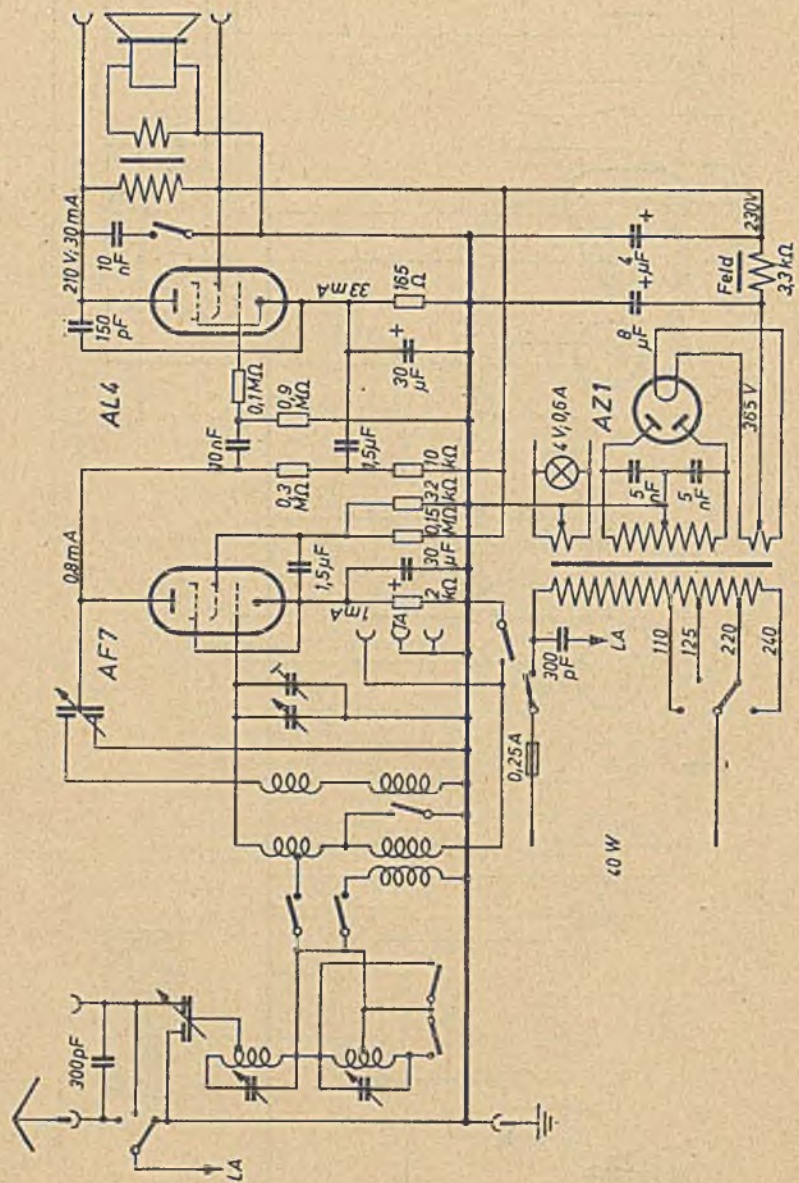 210 V, 30 mA
10 nF
150 pF
AL4
33 mA
165 Ω
30 µF
+
0,1 MΩ
0,9 MΩ
10 nF
1,5 µF
0,3 MΩ
10 kΩ
32 kΩ
0,15 MΩ
0,8 mA
AF7
1,5 µF
30 µF
+
1 mA
2 kΩ
TA
300 pF
LA
230 V
4 µF
+
8 µF
+
Feld
3,3 kΩ
365 V
AZ1
4 V, 0,6 A
5 nF
5 nF
300 pF
LA
0,25 A
110
125
220
240
40 W